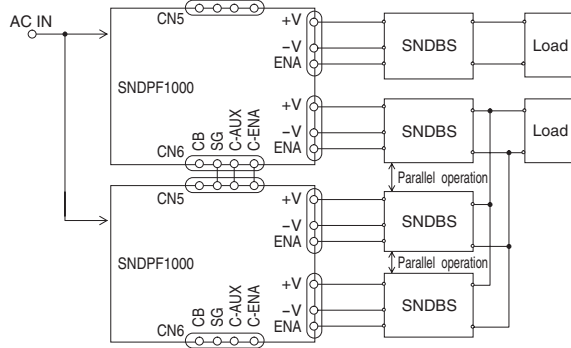 AC IN
CN5
+V
−V
ENA
SNDBS
Load
SNDPF1000
+V
−V
ENA
SNDBS
Load
CB
SG
C-AUX
C-ENA
CN6
Parallel operation
CN5
+V
−V
ENA
SNDBS
SNDPF1000
Parallel operation
+V
−V
ENA
SNDBS
CB
SG
C-AUX
C-ENA
CN6